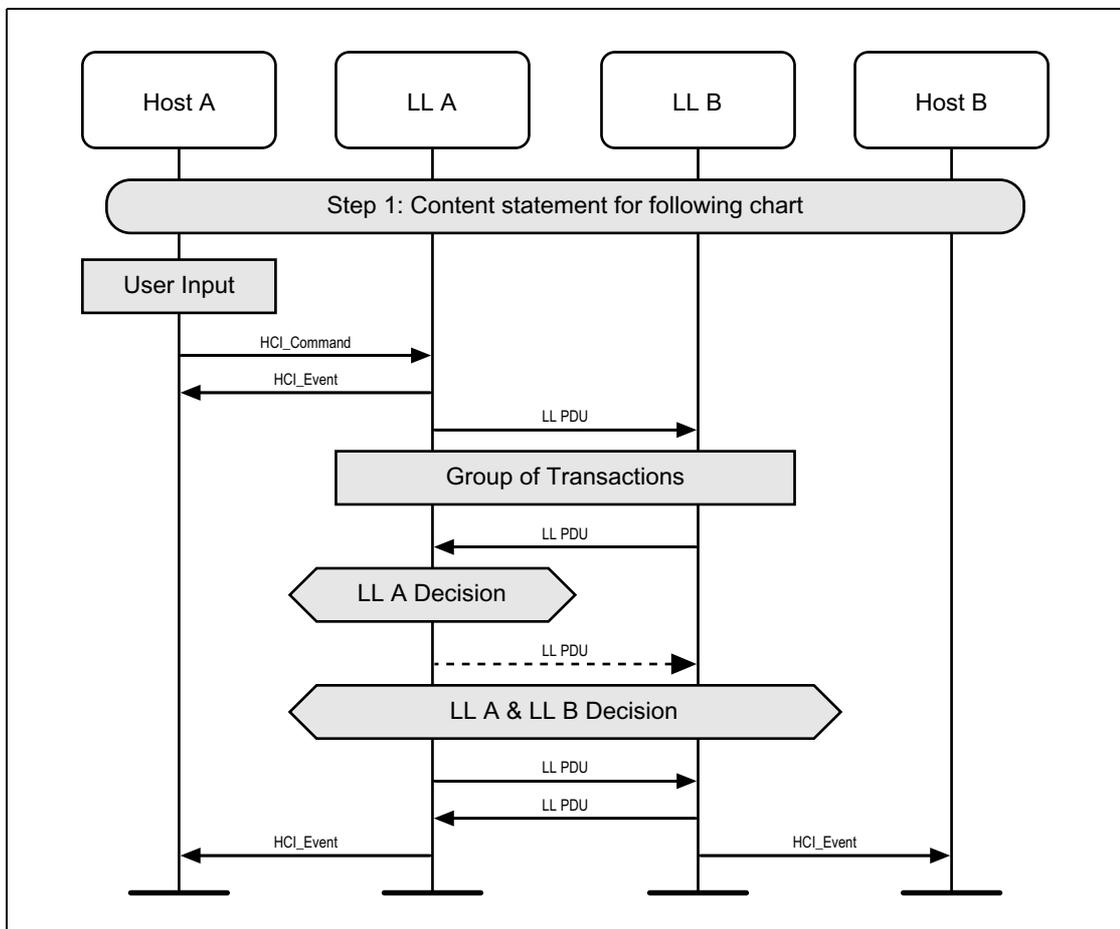 Host A
LL A
LL B
Host B
Step 1: Content statement for following chart
User Input
HCI_Command
HCI_Event
LL PDU
Group of Transactions
LL PDU
LL A Decision
LL PDU
LL A & LL B Decision
LL PDU
LL PDU
HCI_Event
HCI_Event